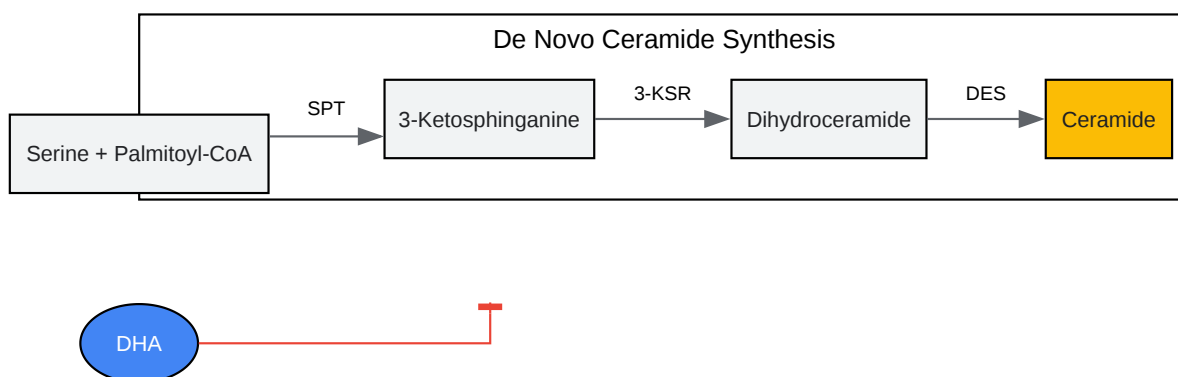 De Novo Ceramide Synthesis
SPT
3-KSR
DES
Serine + Palmitoyl-CoA
3-Ketosphinganine
Dihydroceramide
Ceramide
DHA